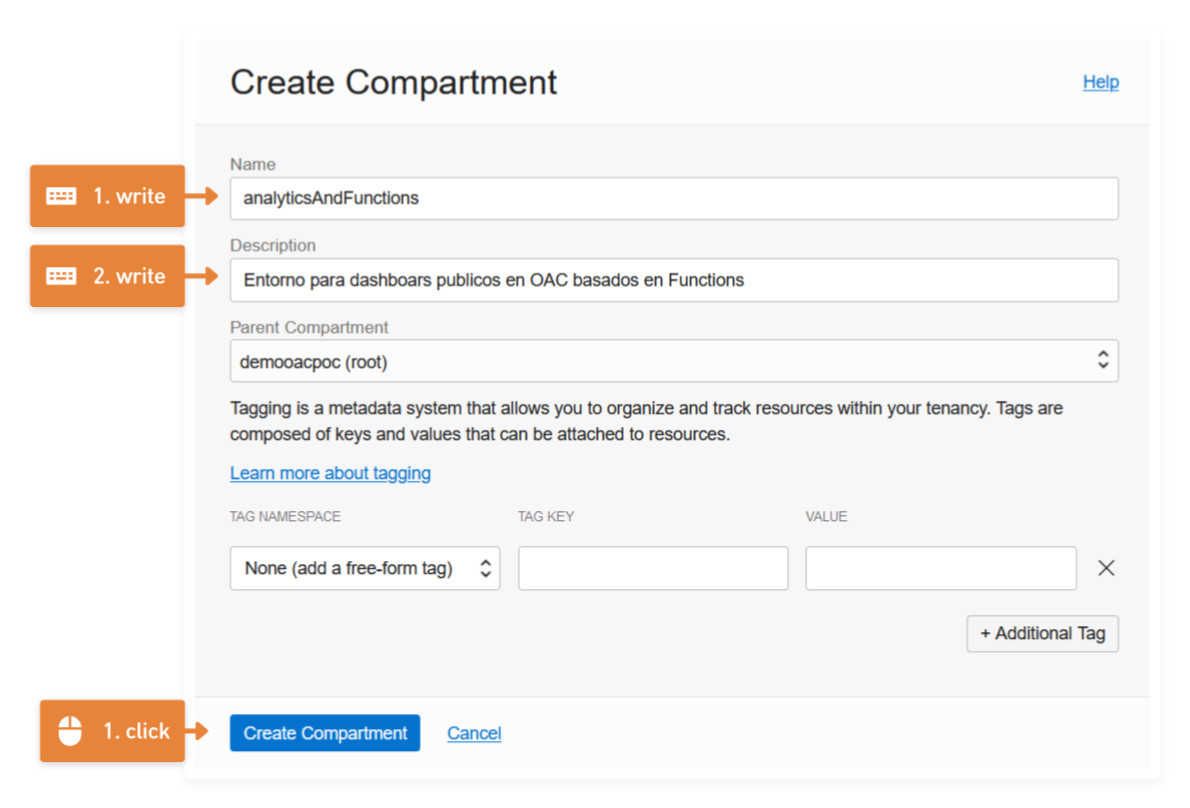 Create Compartment
Help
Name
1. write
analyticsAndFunctions
Description
2. write
Entorno para dashboars publicos en OAC basados en Functions
Parent Compartment
demooacpoc (root)
Tagging is a metadata system that allows you to organize and track resources within your tenancy. Tags are
composed of keys and values that can be attached to resources.
Learn more about tagging
TAG NAMESPACE
TAG KEY
VALUE
None (add a free-form tag)
+ Additional Tag
1. click
Create Compartment
Cancel